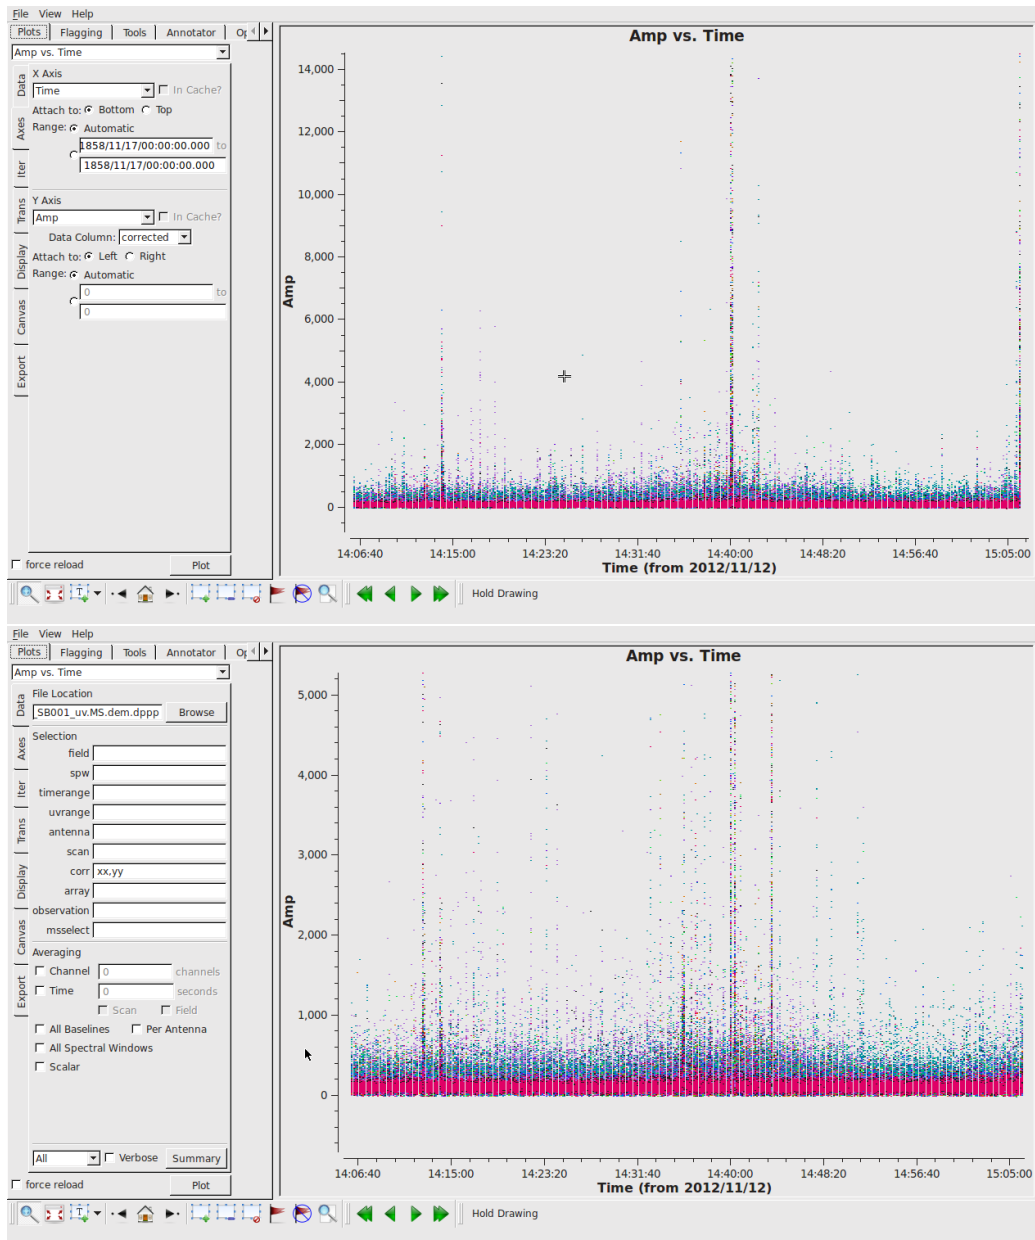 File View Help
Plots Flagging Tools Annotator Op
Amp vs. Time
Data
Axes
Iter
Trans
Display
Canvas
Export
X Axis
Time In Cache?
Attach to: Bottom Top
Range: Automatic
1858/11/17/00:00:00.000 to
1858/11/17/00:00:00.000
Y Axis
Amp In Cache?
Data Column: corrected
Attach to: Left Right
Range: Automatic
0 to
0
force reload Plot
Amp vs. Time
14,000
12,000
10,000
8,000
6,000
4,000
2,000
0
Amp
14:06:40 14:15:00 14:23:20 14:31:40 14:40:00 14:48:20 14:56:40 15:05:00
Time (from 2012/11/12)
Hold Drawing
File View Help
Plots Flagging Tools Annotator Op
Amp vs. Time
Data
Axes
Iter
Trans
Display
Canvas
Export
File Location
_SB001_uv.MS.dem.dppp Browse
Selection
field
spw
timerange
uvrange
antenna
scan
corr xx,yy
array
observation
msselect
Averaging
Channel 0 channels
Time 0 seconds
Scan Field
All Baselines Per Antenna
All Spectral Windows
Scalar
All Verbose Summary
force reload Plot
Amp vs. Time
5,000
4,000
3,000
2,000
1,000
0
Amp
14:06:40 14:15:00 14:23:20 14:31:40 14:40:00 14:48:20 14:56:40 15:05:00
Time (from 2012/11/12)
Hold Drawing